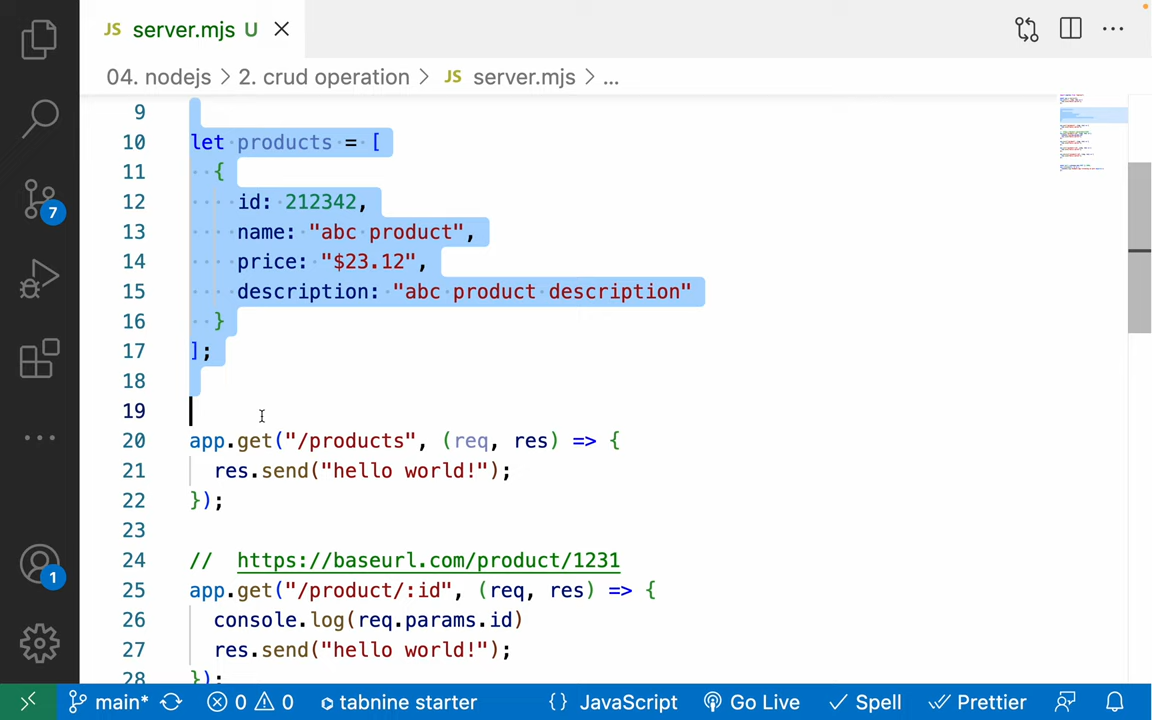 JS server.mjs U
04. nodejs > 2. crud operation > JS server.mjs > ...
9
10 let products = [
11 {
12 id: 212342,
13 name: "abc product",
14 price: "$23.12",
15 description: "abc product description"
16 }
17 ];
18
19
20 app.get("/products", (req, res) => {
21 res.send("hello world!");
22 });
23
24 // https://baseurl.com/product/1231
25 app.get("/product/:id", (req, res) => {
26 console.log(req.params.id)
27 res.send("hello world!");
28 });
7
1
main* 0 0 tabnine starter {} JavaScript Go Live Spell Prettier